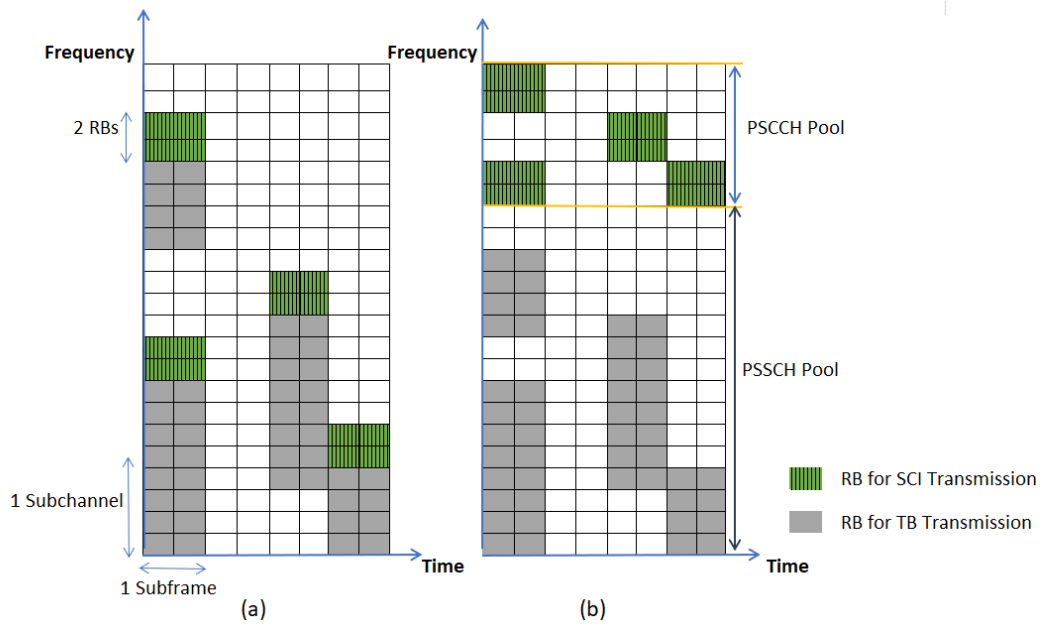 Frequency
2 RBs
1 Subchannel
1 Subframe
Time
(a)
Frequency
PSCCH Pool
PSSCH Pool
Time
(b)
RB for SCI Transmission
RB for TB Transmission